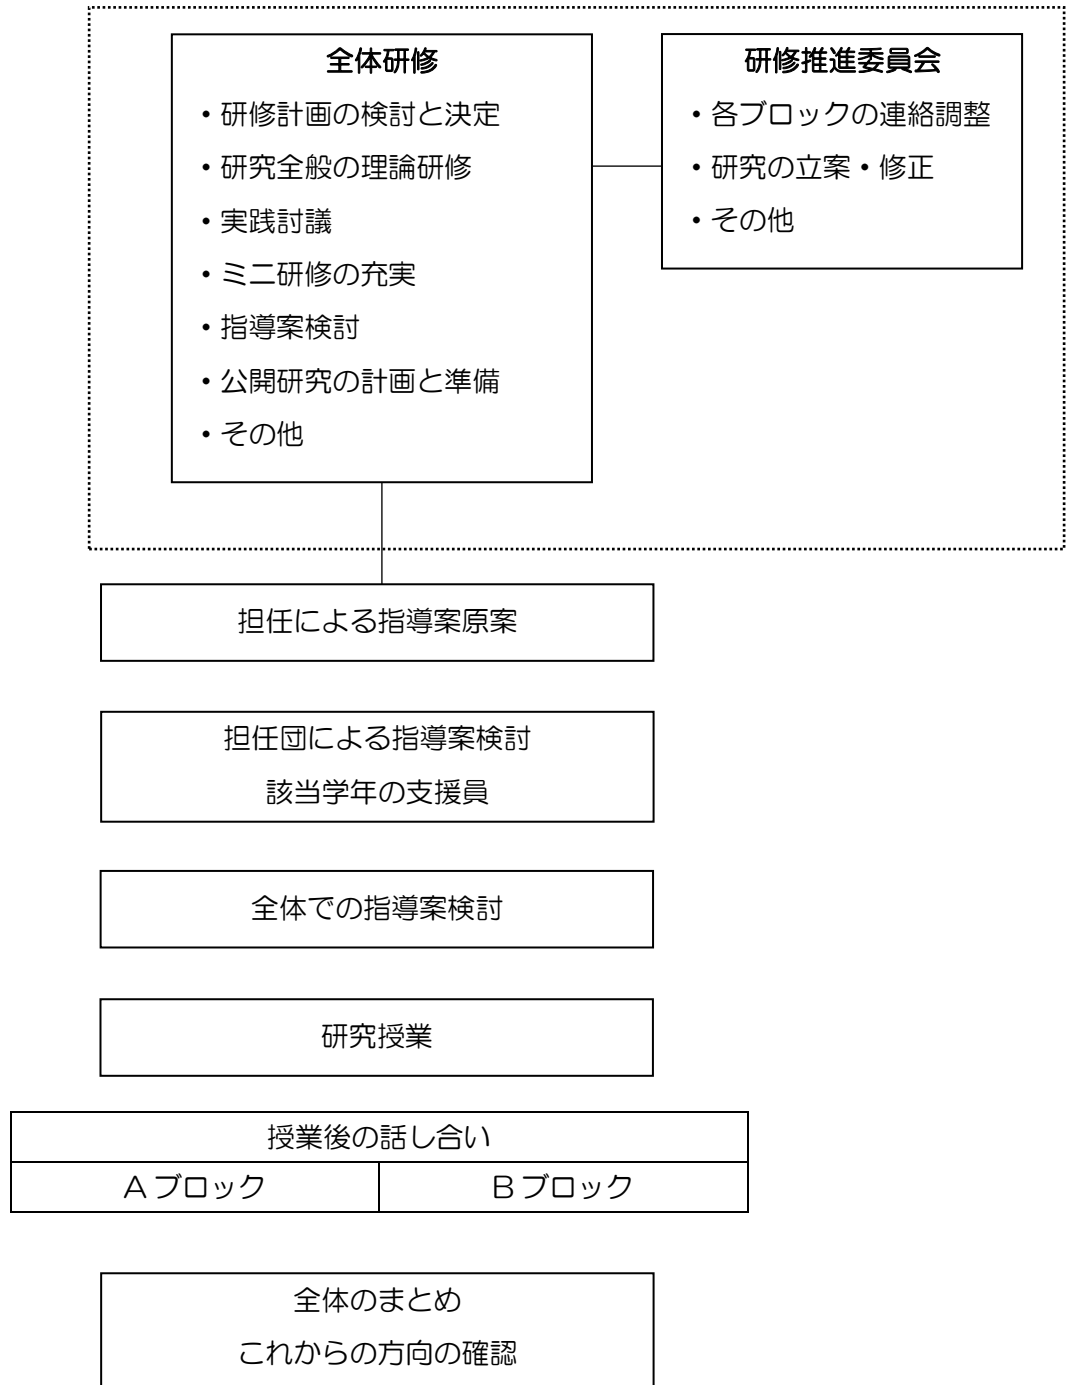 全体研修
・研修計画の検討と決定
・研究全般の理論研修
・実践討議
・ミニ研修の充実
・指導案検討
・公開研究の計画と準備
・その他
研修推進委員会
・各ブロックの連絡調整
・研究の立案・修正
・その他
担任による指導案原案
担任団による指導案検討
該当学年の支援員
全体での指導案検討
研究授業
授業後の話し合い
Aブロック
Bブロック
全体のまとめ
これからの方向の確認